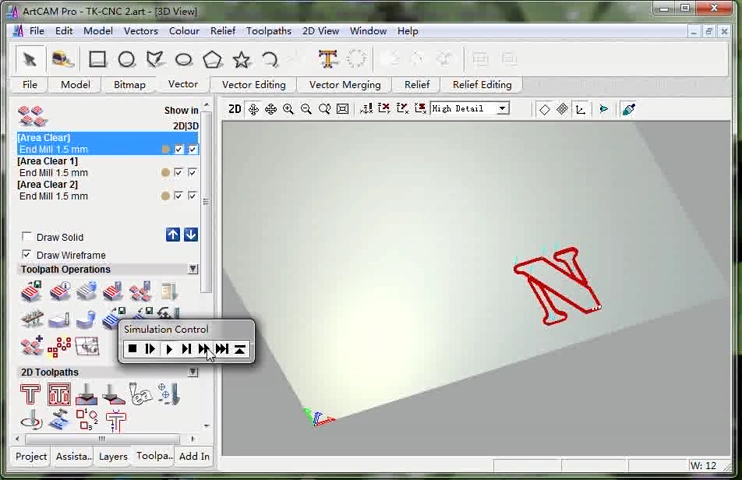 ArtCAM Pro - TK-CNC 2.art - [3D View]
File Edit Model Vectors Colour Relief Toolpaths 2D View Window Help
File Model Bitmap Vector Vector Editing Vector Merging Relief Relief Editing
Show in
2D|3D
2D High Detail
[Area Clear]
End Mill 1.5 mm
[Area Clear 1]
End Mill 1.5 mm
[Area Clear 2]
End Mill 1.5 mm
Draw Solid
Draw Wireframe
Toolpath Operations
Simulation Control
2D Toolpaths
N
Project Assista.. Layers Toolpa.. Add In
W: 12